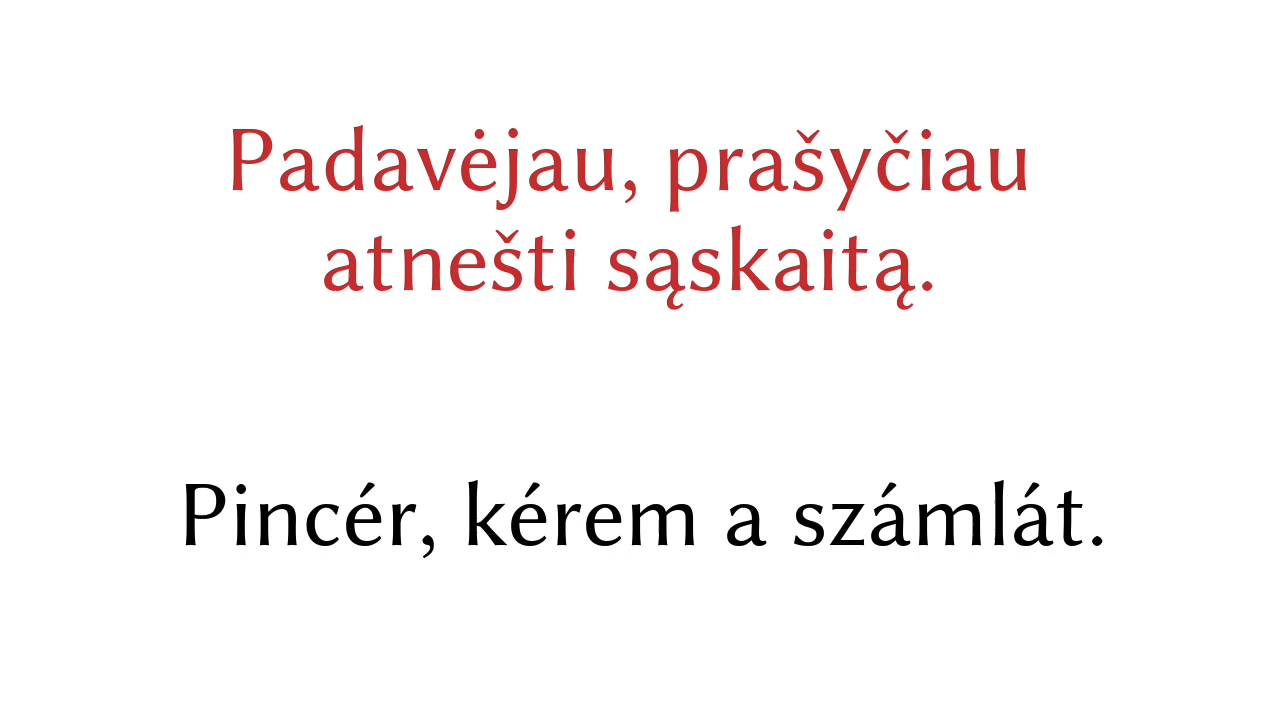 Padavėjau, prašyčiau
atnešti sąskaitą.
Pincér, kérem a számlát.